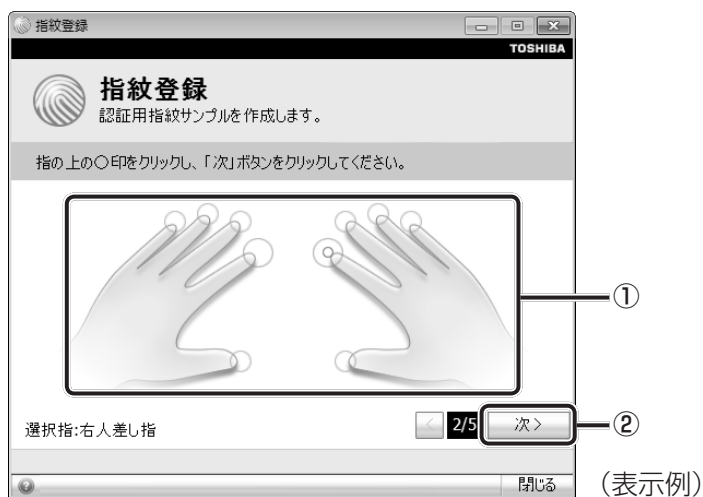 指紋登録
TOSHIBA
指紋登録
認証用指紋サンプルを作成します。
指の上の○印をクリックし、「次」ボタンをクリックしてください。
①
選択指:右人差し指
< 2/5 次 > ②
? 閉じる
（表示例）